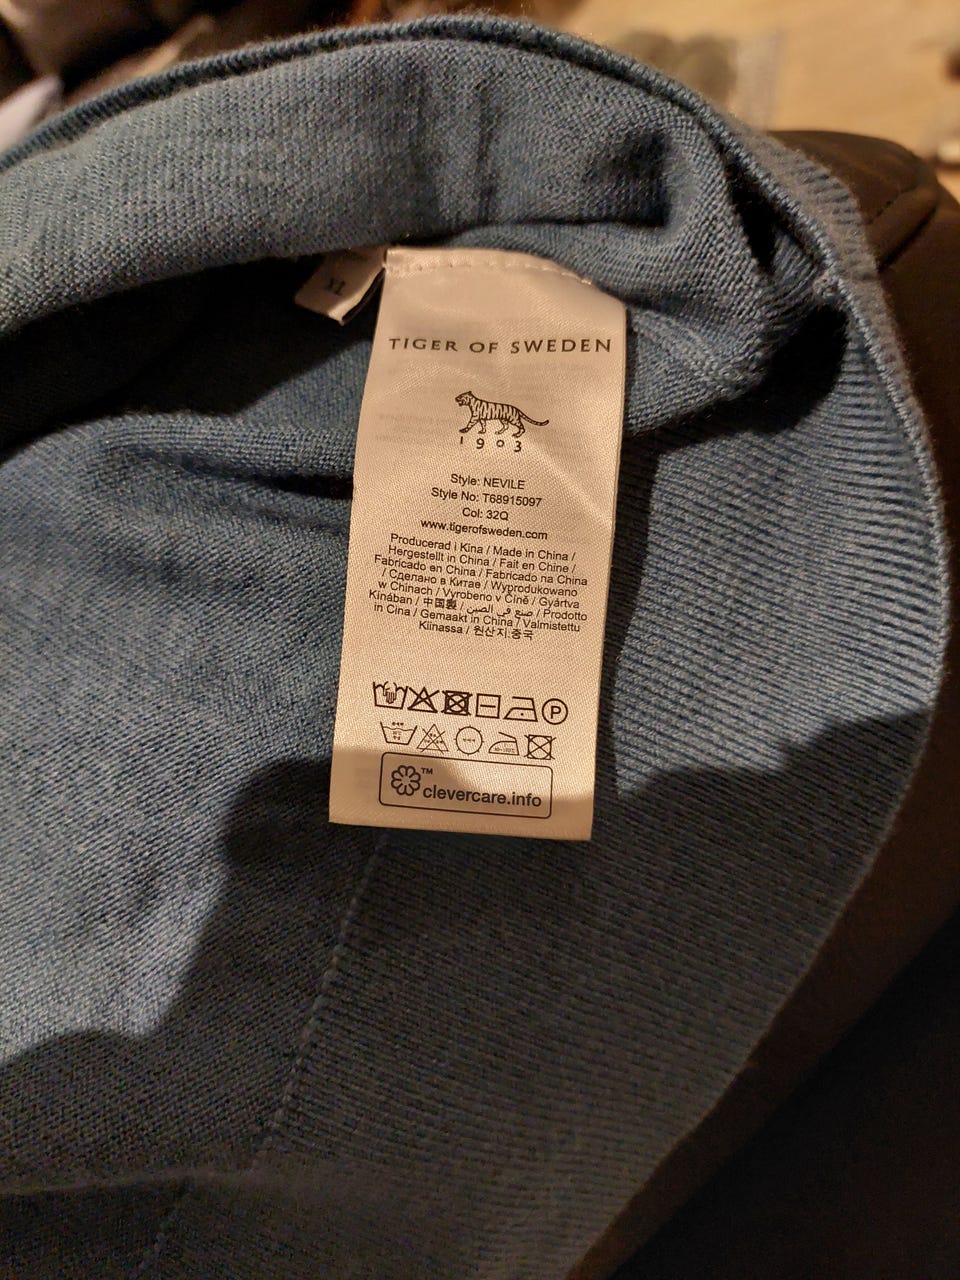 XL
TIGER OF SWEDEN
1903
Style: NEVILE
Style No: T68915097
Col: 32Q
www.tigerofsweden.com
Producerad i Kina / Made in China /
Hergestellt in China / Fait en Chine /
Fabricado en China / Fabricado na China
/ Сделано в Китае / Wyprodukowano
w Chinach / Vyrobeno v Číně / Gyártva
Kínában / 中国製 / صنع في الصين / Prodotto
in Cina / Gemaakt in China / Valmistettu
Kiinassa / 원산지:중국
P
™
clevercare.info